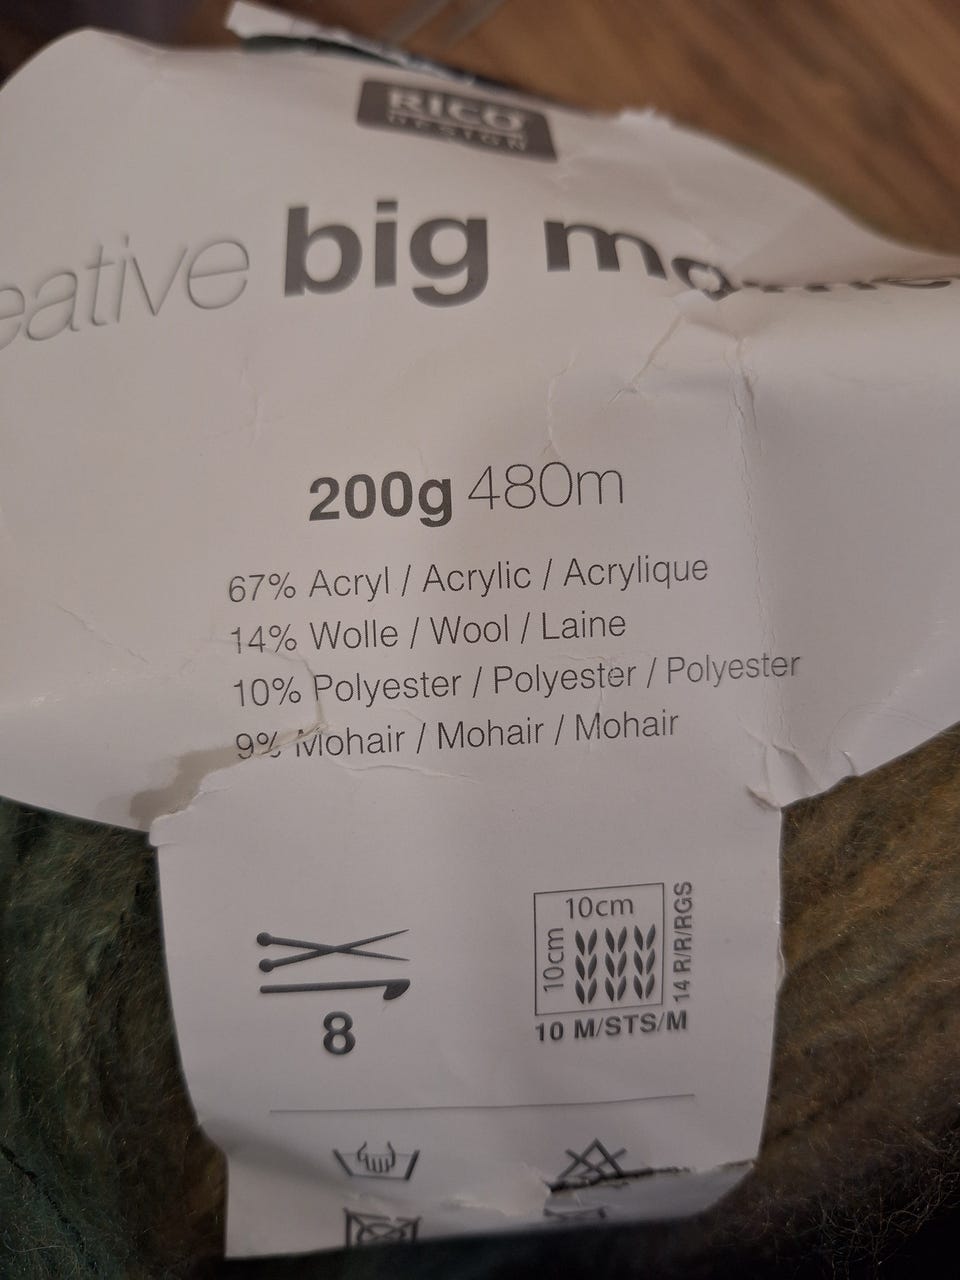 RICO
DESIGN
eative big mo
200g 480m
67% Acryl / Acrylic / Acrylique
14% Wolle / Wool / Laine
10% Polyester / Polyester / Polyester
9% Mohair / Mohair / Mohair
8
10cm
10cm
14 R/R/RGS
10 M/STS/M